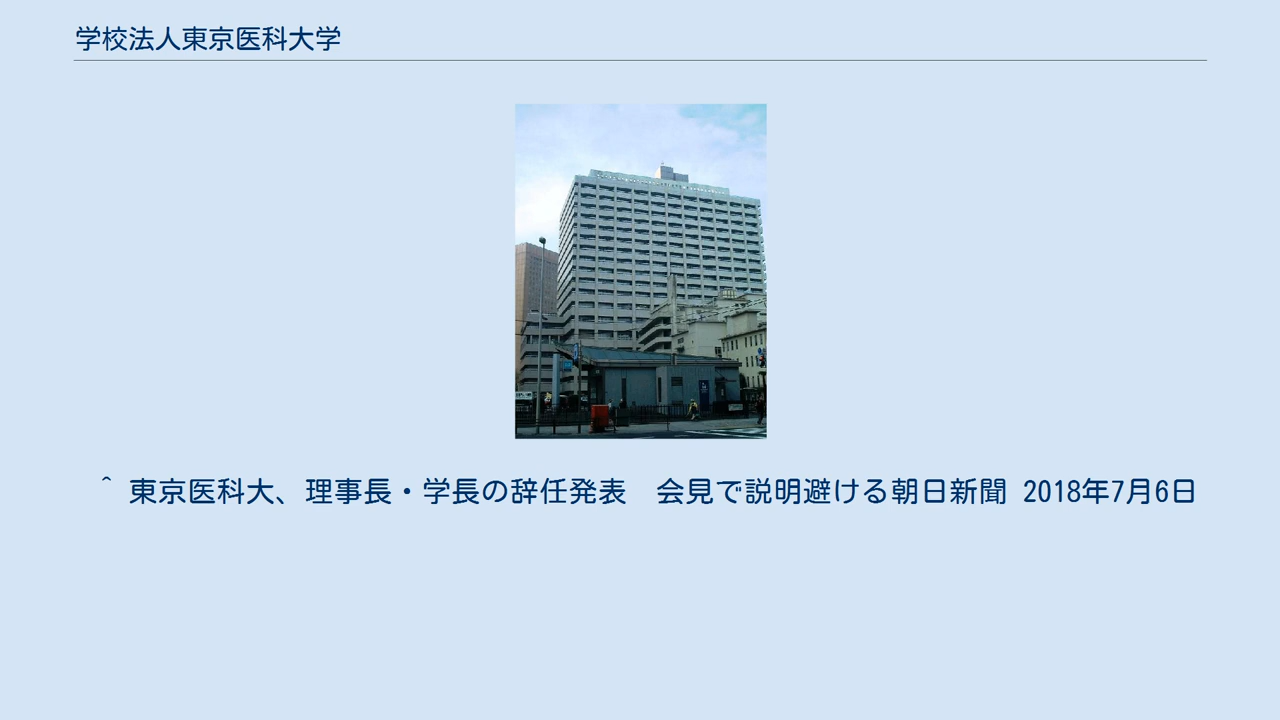 学校法人東京医科大学
^ 東京医科大、理事長・学長の辞任発表　会見で説明避ける朝日新聞 2018年7月6日